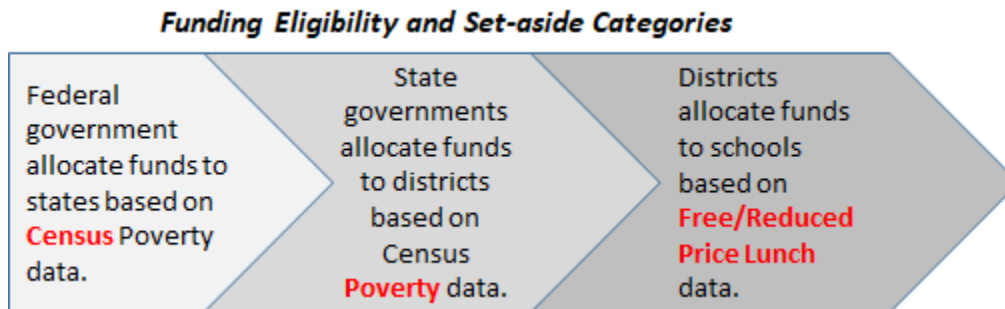 Funding Eligibility and Set-aside Categories
Federal
government
allocate funds to
states based on
Census Poverty
data.
State
governments
allocate funds
to districts
based on
Census
Poverty data.
Districts
allocate funds
to schools
based on
Free/Reduced
Price Lunch
data.